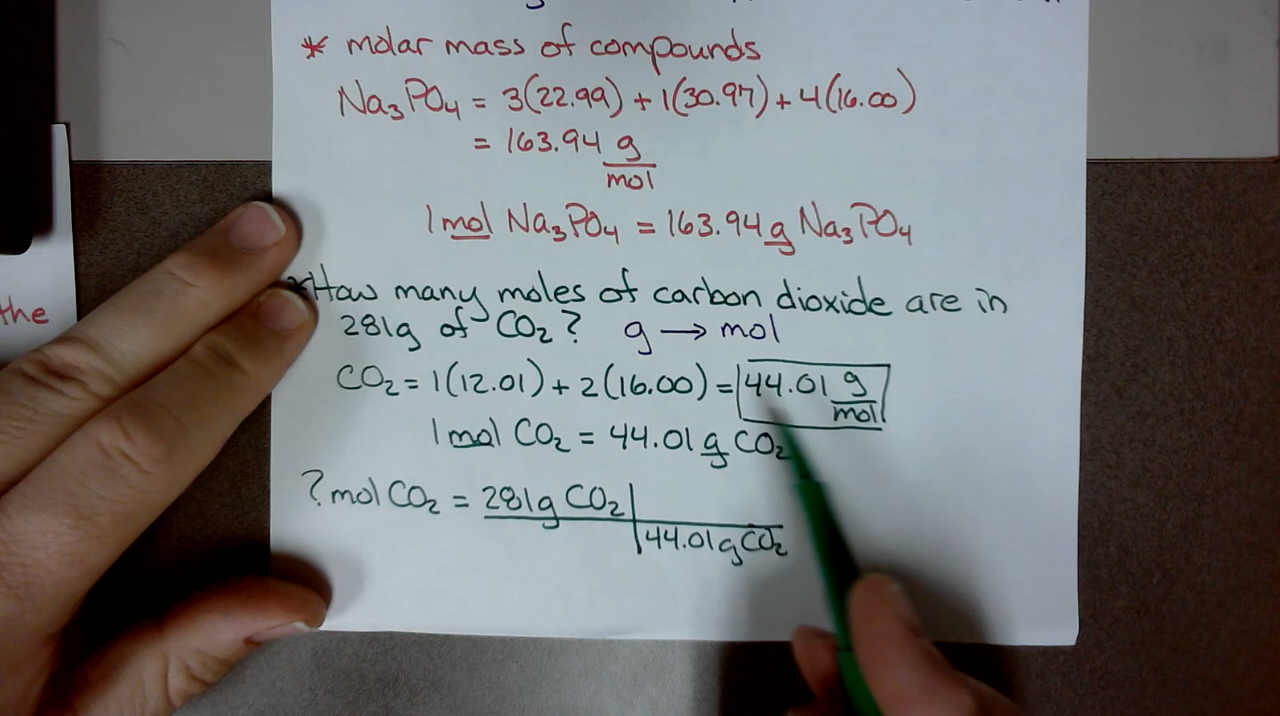 * molar mass of compounds
Na₃PO₄ = 3(22.99) + 1(30.97) + 4(16.00)
= 163.94 g/mol
1 mol Na₃PO₄ = 163.94 g Na₃PO₄
*How many moles of carbon dioxide are in
the
281g of CO₂? g → mol
CO₂ = 1(12.01) + 2(16.00) = 44.01 g/mol
1 mol CO₂ = 44.01 g CO₂
? mol CO₂ = 281g CO₂
44.01 g CO₂